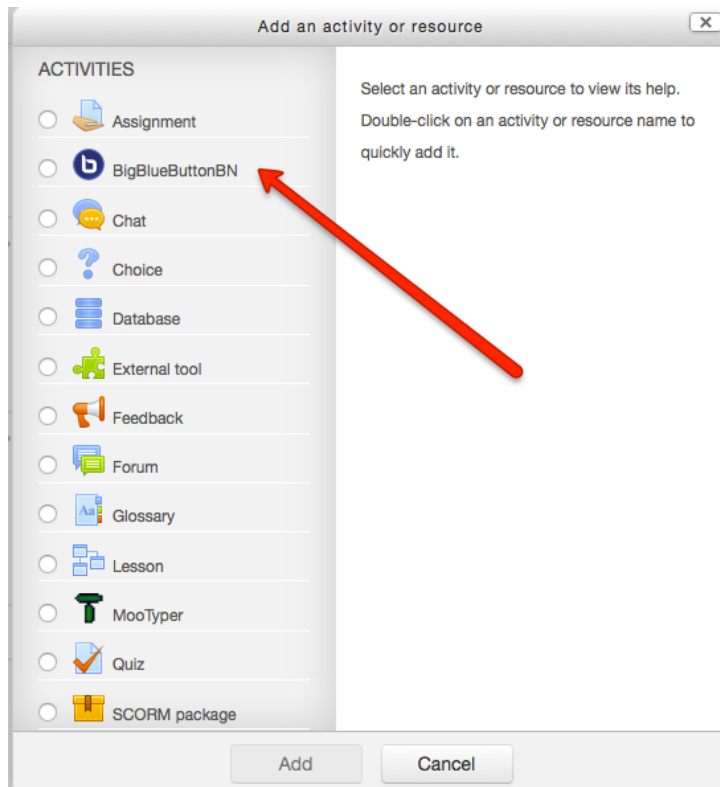 Add an activity or resource
ACTIVITIES
Assignment
BigBlueButtonBN
Chat
Choice
Database
External tool
Feedback
Forum
Aa
Glossary
Lesson
MooTyper
Quiz
SCORM package
Select an activity or resource to view its help.
Double-click on an activity or resource name to
quickly add it.
Add
Cancel